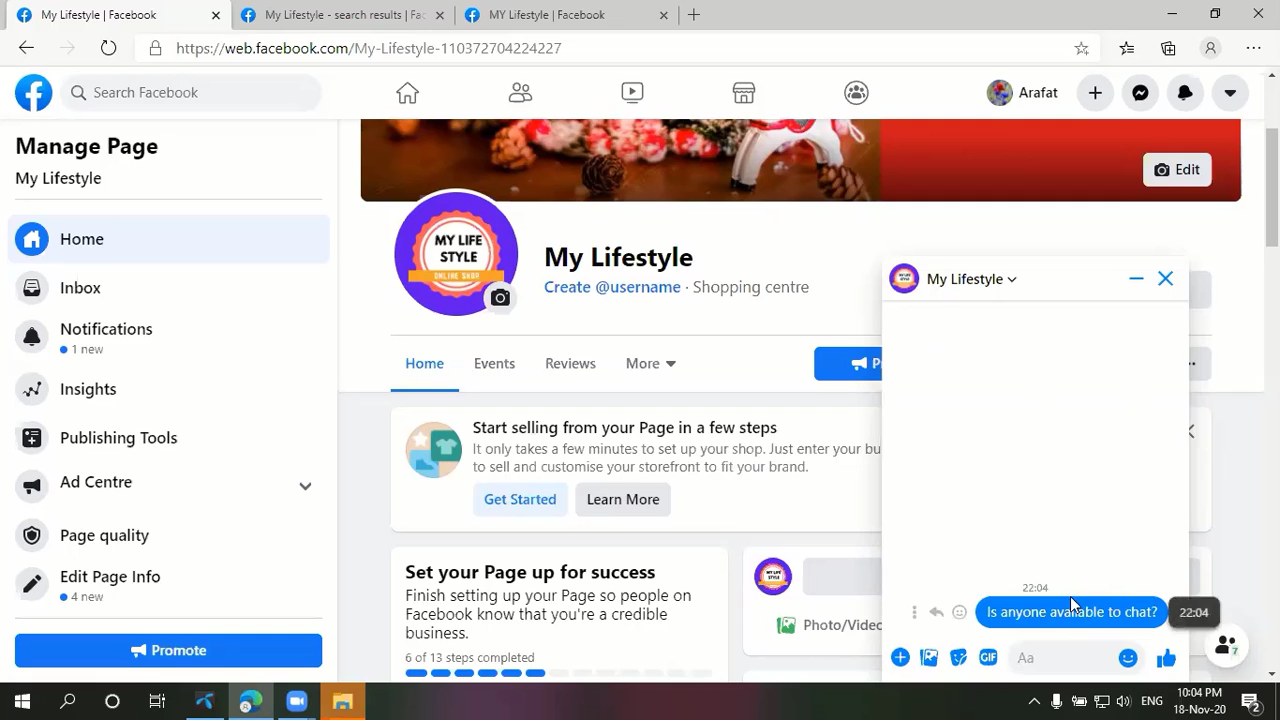 My Lifestyle | Facebook
My Lifestyle - search results | Fac
MY Lifestyle | Facebook
https://web.facebook.com/My-Lifestyle-110372704224227
Search Facebook
Arafat
Manage Page
My Lifestyle
Home
Inbox
Notifications
1 new
Insights
Publishing Tools
Ad Centre
Page quality
Edit Page Info
4 new
Promote
Edit
MY LIFE
STYLE
ONLINE SHOP
My Lifestyle
Create @username · Shopping centre
Home
Events
Reviews
More
Start selling from your Page in a few steps
It only takes a few minutes to set up your shop. Just enter your bu
to sell and customise your storefront to fit your brand.
Get Started
Learn More
Set your Page up for success
Finish setting up your Page so people on
Facebook know that you're a credible
business.
6 of 13 steps completed
Photo/Video
My Lifestyle
22:04
Is anyone available to chat?
22:04
GIF
Aa
7
ENG
10:04 PM
18-Nov-20
2